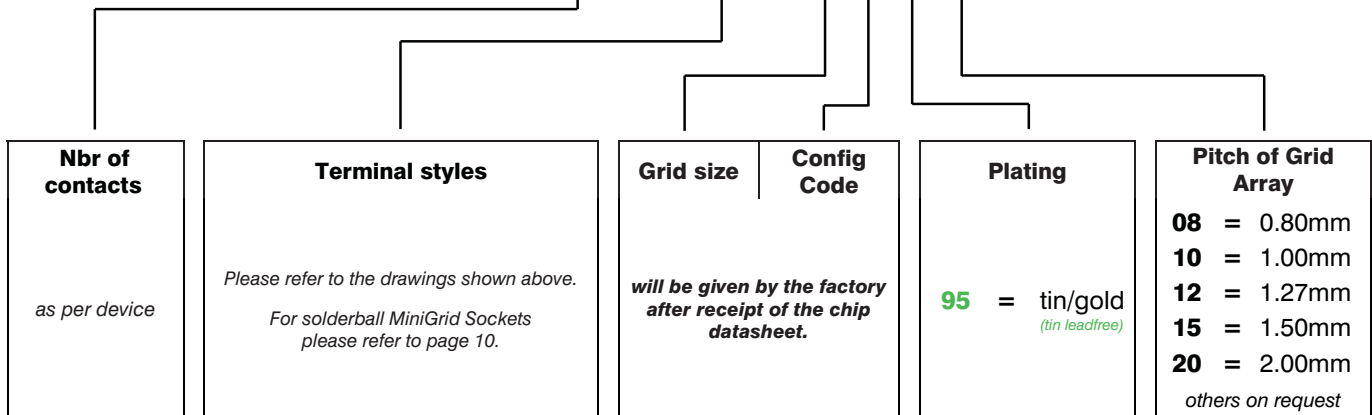 Nbr of
contacts
as per device
Terminal styles
Please refer to the drawings shown above.
For solderball MiniGrid Sockets
please refer to page 10.
Grid size
Config
Code
will be given by the factory
after receipt of the chip
datasheet.
Plating
95 = tin/gold
(tin leadfree)
Pitch of Grid
Array
08 = 0.80mm
10 = 1.00mm
12 = 1.27mm
15 = 1.50mm
20 = 2.00mm
others on request